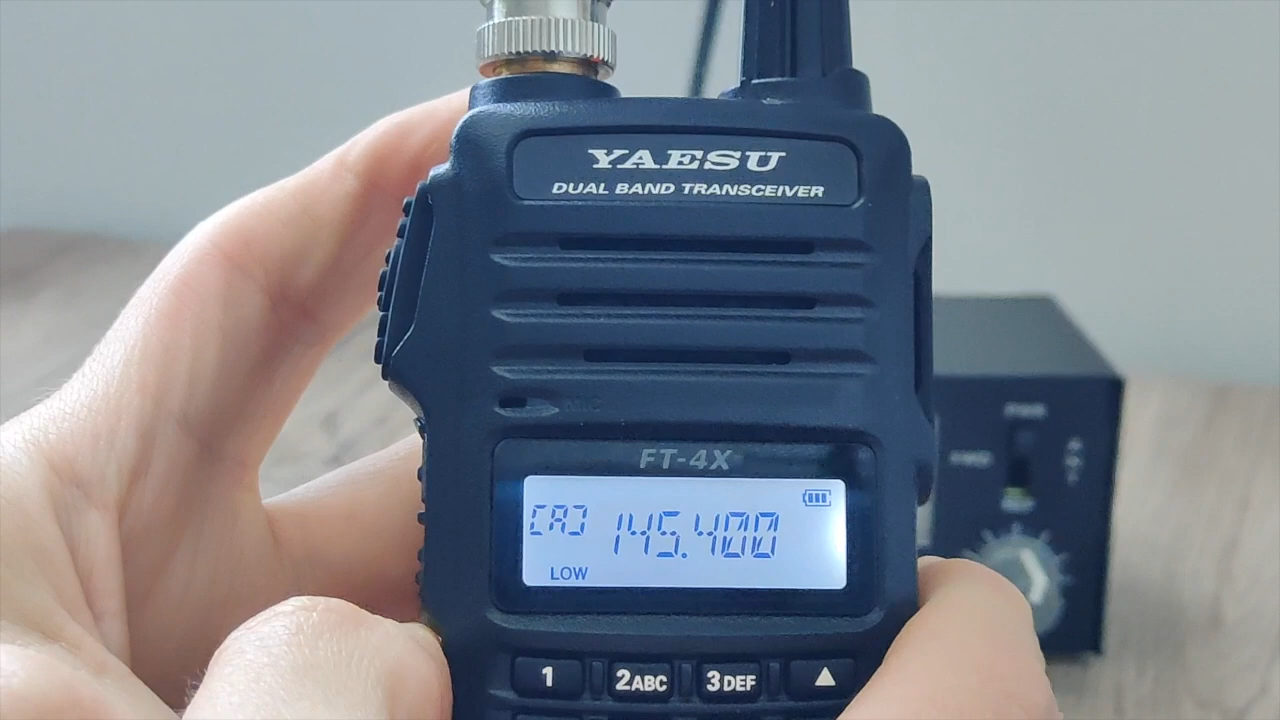 YAESU
DUAL BAND TRANSCEIVER
MIC
FT-4X
[A] 145.400
LOW
1 2ABC 3DEF ▲